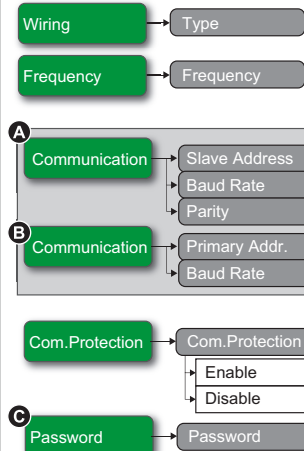 Wiring Type
Frequency Frequency
A
Communication Slave Address
Baud Rate
Parity
B
Communication Primary Addr.
Baud Rate
Com.Protection Com.Protection
Enable
Disable
C
Password Password